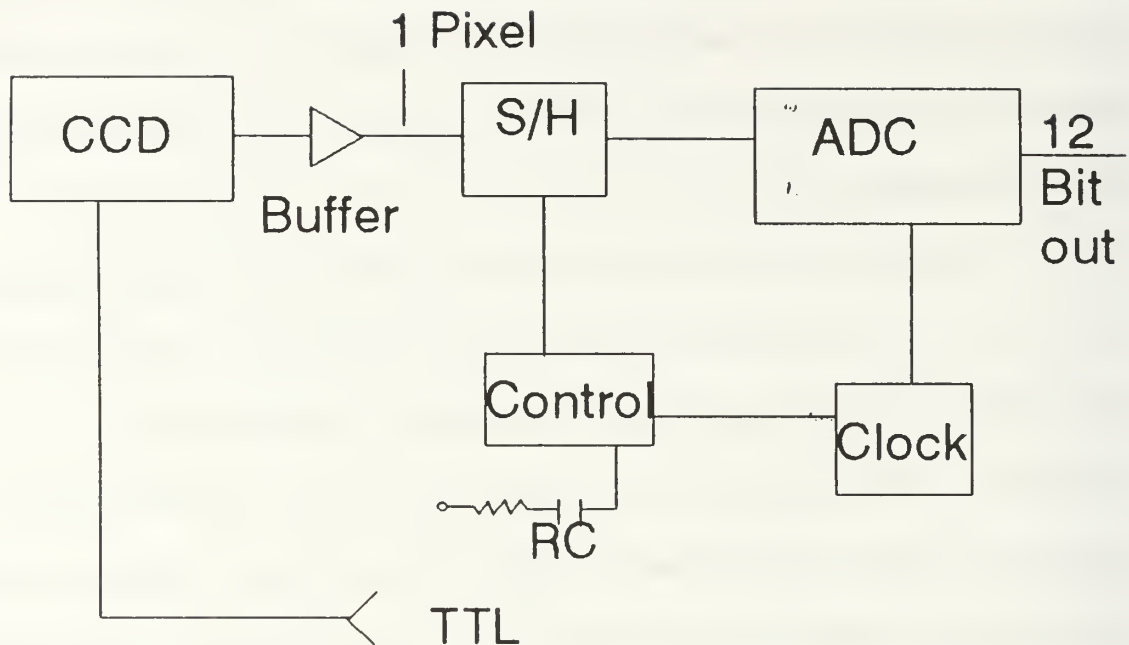 1 Pixel
CCD
S/H
ADC
12
Bit
out
Buffer
Control
Clock
RC
TTL